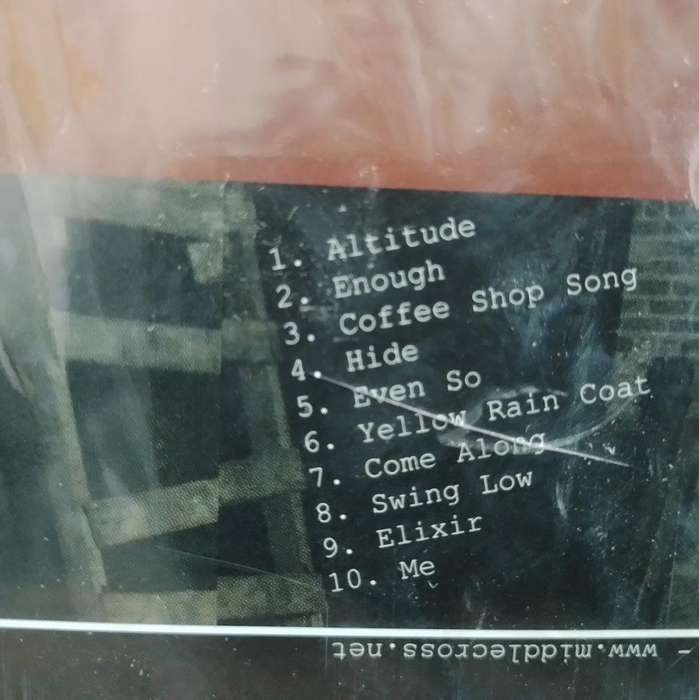 1. Altitude
2. Enough
3. Coffee Shop Song
4. Hide
5. Even So
6. Yellow Rain Coat
7. Come Along
8. Swing Low
9. Elixir
10. Me
- www.middlecross.net